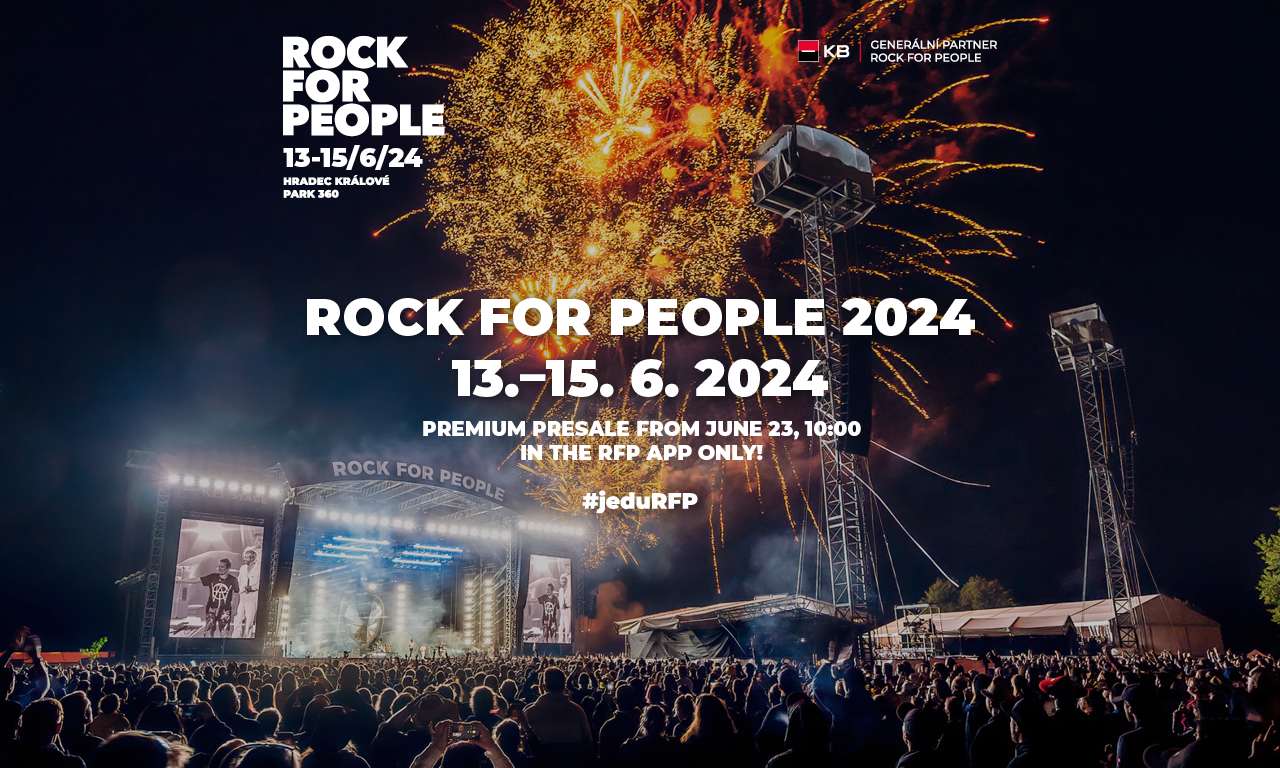 ROCK
FOR
PEOPLE
13-15/6/24
HRADEC KRÁLOVÉ
PARK 360
KB
GENERÁLNÍ PARTNER
ROCK FOR PEOPLE
ROCK FOR PEOPLE 2024
13.–15. 6. 2024
PREMIUM PRESALE FROM JUNE 23, 10:00
IN THE RFP APP ONLY!
ROCK FOR PEOPLE
#jeduRFP